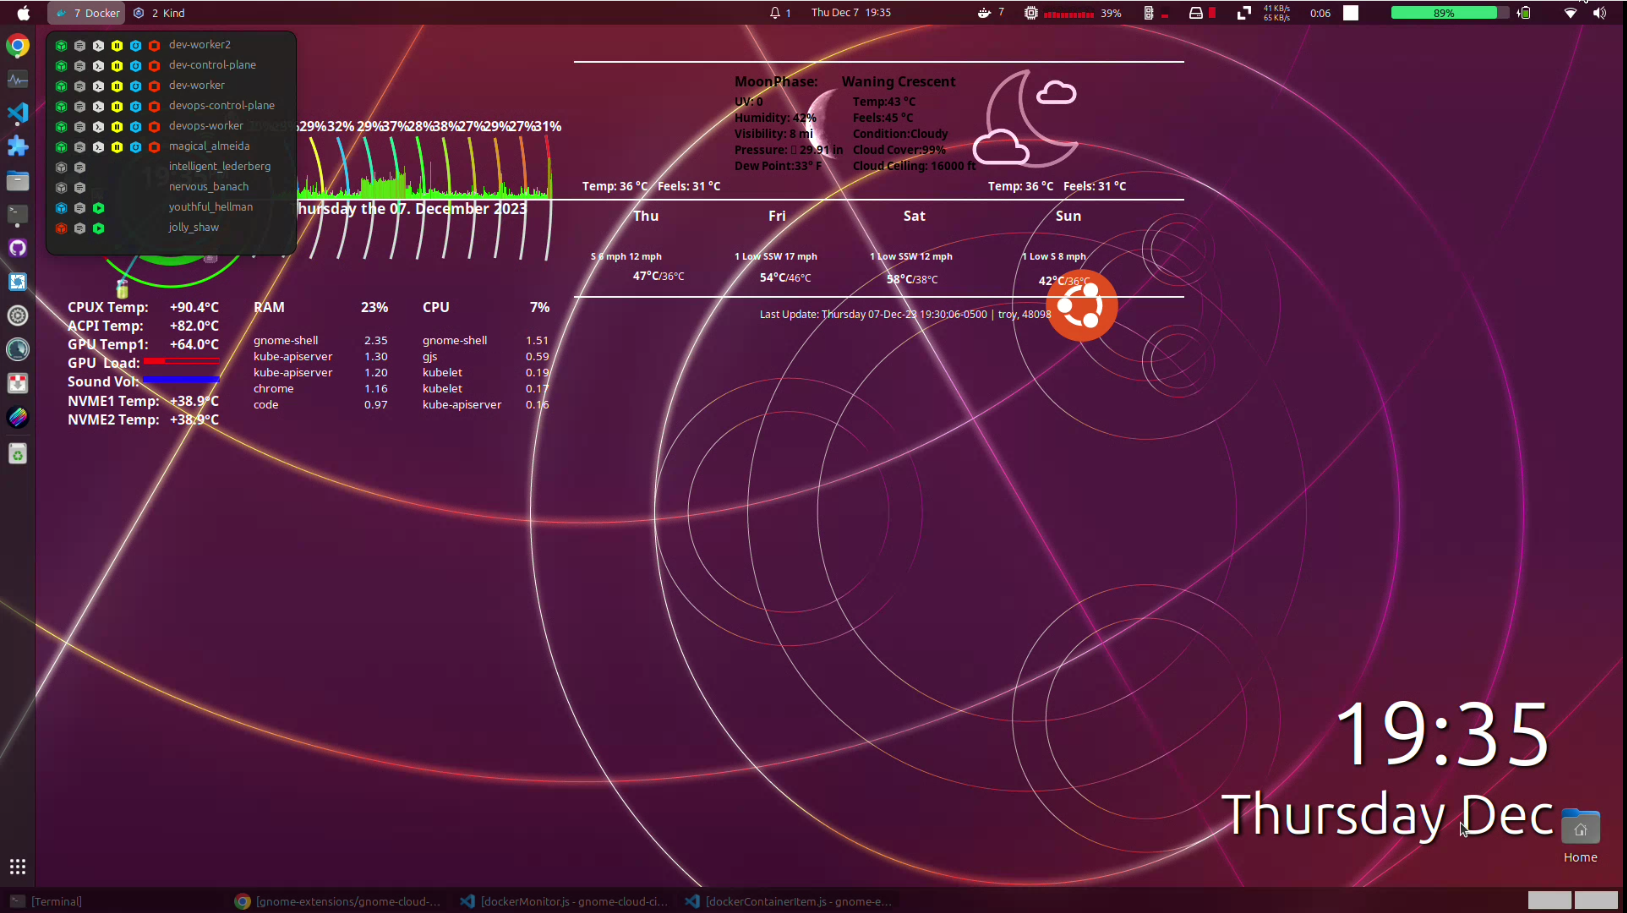 7 Docker
2 Kind
1
Thu Dec 7 19:35
7
39%
41 KB/s
65 KB/s
0:06
89%
dev-worker2
dev-control-plane
dev-worker
devops-control-plane
devops-worker
magical_almeida
intelligent_lederberg
nervous_banach
youthful_hellman
jolly_shaw
29% 32% 29% 37% 28% 38% 27% 29% 27% 31%
Thursday the 07. December 2023
CPUX Temp: +90.4°C
ACPI Temp: +82.0°C
GPU Temp1: +64.0°C
GPU Load:
Sound Vol:
NVME1 Temp: +38.9°C
NVME2 Temp: +38.9°C
RAM 23% CPU 7%
gnome-shell 2.35 gnome-shell 1.51
kube-apiserver 1.30 gjs 0.59
kube-apiserver 1.20 kubelet 0.19
chrome 1.16 kubelet 0.17
code 0.97 kube-apiserver 0.16
MoonPhase: Waning Crescent
UV: 0 Temp:43 °C
Humidity: 42% Feels:45 °C
Visibility: 8 mi Condition:Cloudy
Pressure: 29.91 in Cloud Cover:99%
Dew Point:33° F Cloud Ceiling: 16000 ft
Temp: 36 °C Feels: 31 °C Temp: 36 °C Feels: 31 °C
Thu Fri Sat Sun
S 6 mph 12 mph 1 Low SSW 17 mph 1 Low SSW 12 mph 1 Low S 8 mph
47°C/36°C 54°C/46°C 58°C/38°C 42°C/36°C
Last Update: Thursday 07-Dec-23 19:30:06-0500 | troy, 48098
19:35
Thursday Dec
Home
[Terminal]
[gnome-extensions/gnome-cloud-...
[dockerMonitor.js - gnome-cloud-ci...
[dockerContainerItem.js - gnome-e...